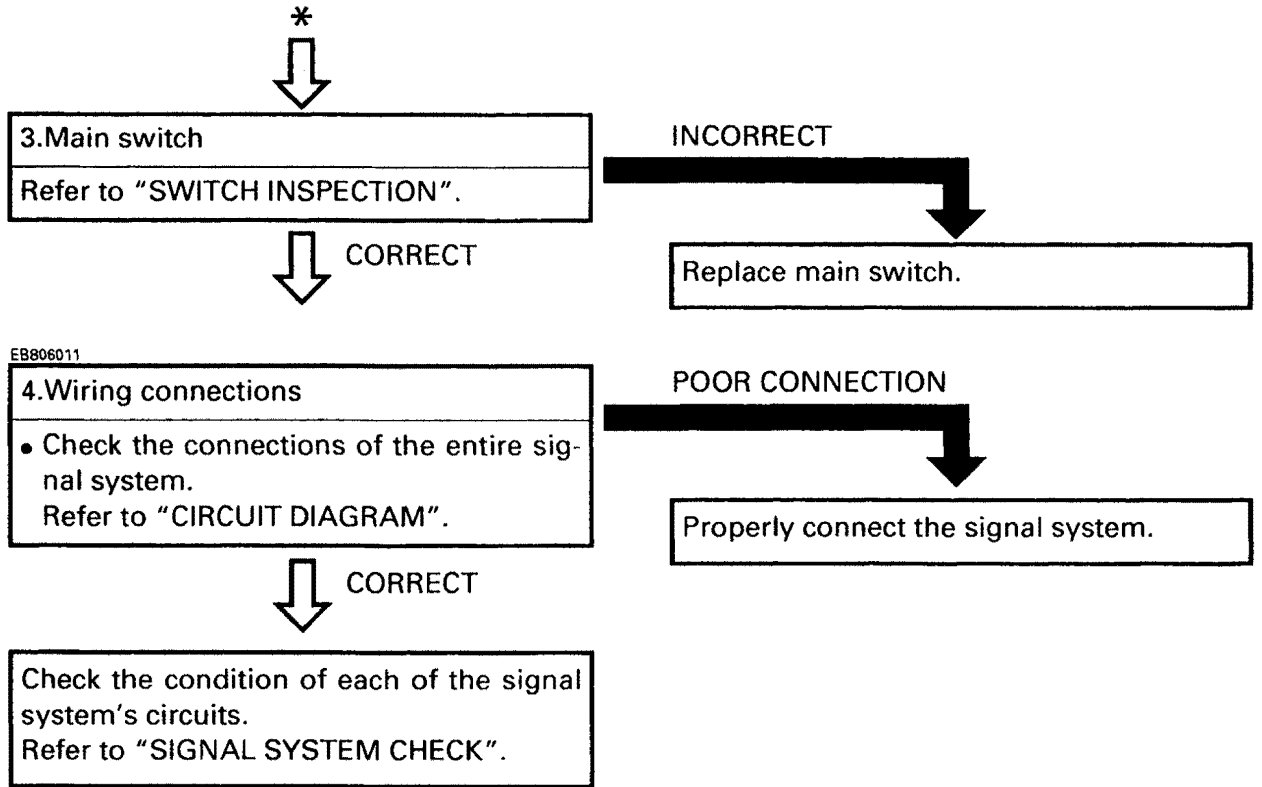 *
3.Main switch
INCORRECT
Refer to “SWITCH INSPECTION”.
CORRECT
Replace main switch.
EB806011
4.Wiring connections
POOR CONNECTION
• Check the connections of the entire sig-
nal system.
Refer to “CIRCUIT DIAGRAM”.
Properly connect the signal system.
CORRECT
Check the condition of each of the signal
system’s circuits.
Refer to “SIGNAL SYSTEM CHECK”.